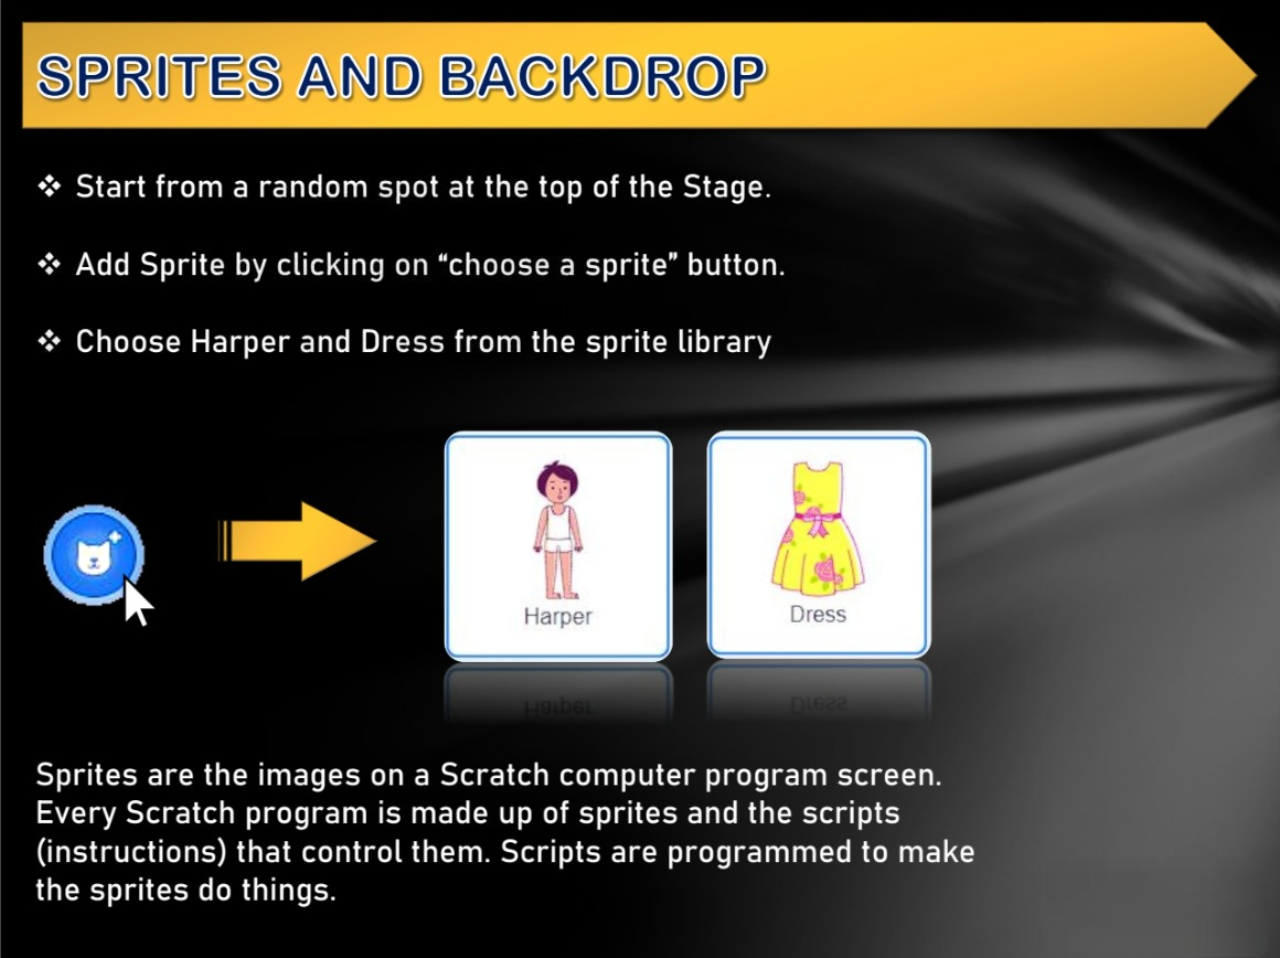 SPRITES AND BACKDROP
❖ Start from a random spot at the top of the Stage.
❖ Add Sprite by clicking on “choose a sprite” button.
❖ Choose Harper and Dress from the sprite library
Harper
Dress
Sprites are the images on a Scratch computer program screen.
Every Scratch program is made up of sprites and the scripts
(instructions) that control them. Scripts are programmed to make
the sprites do things.